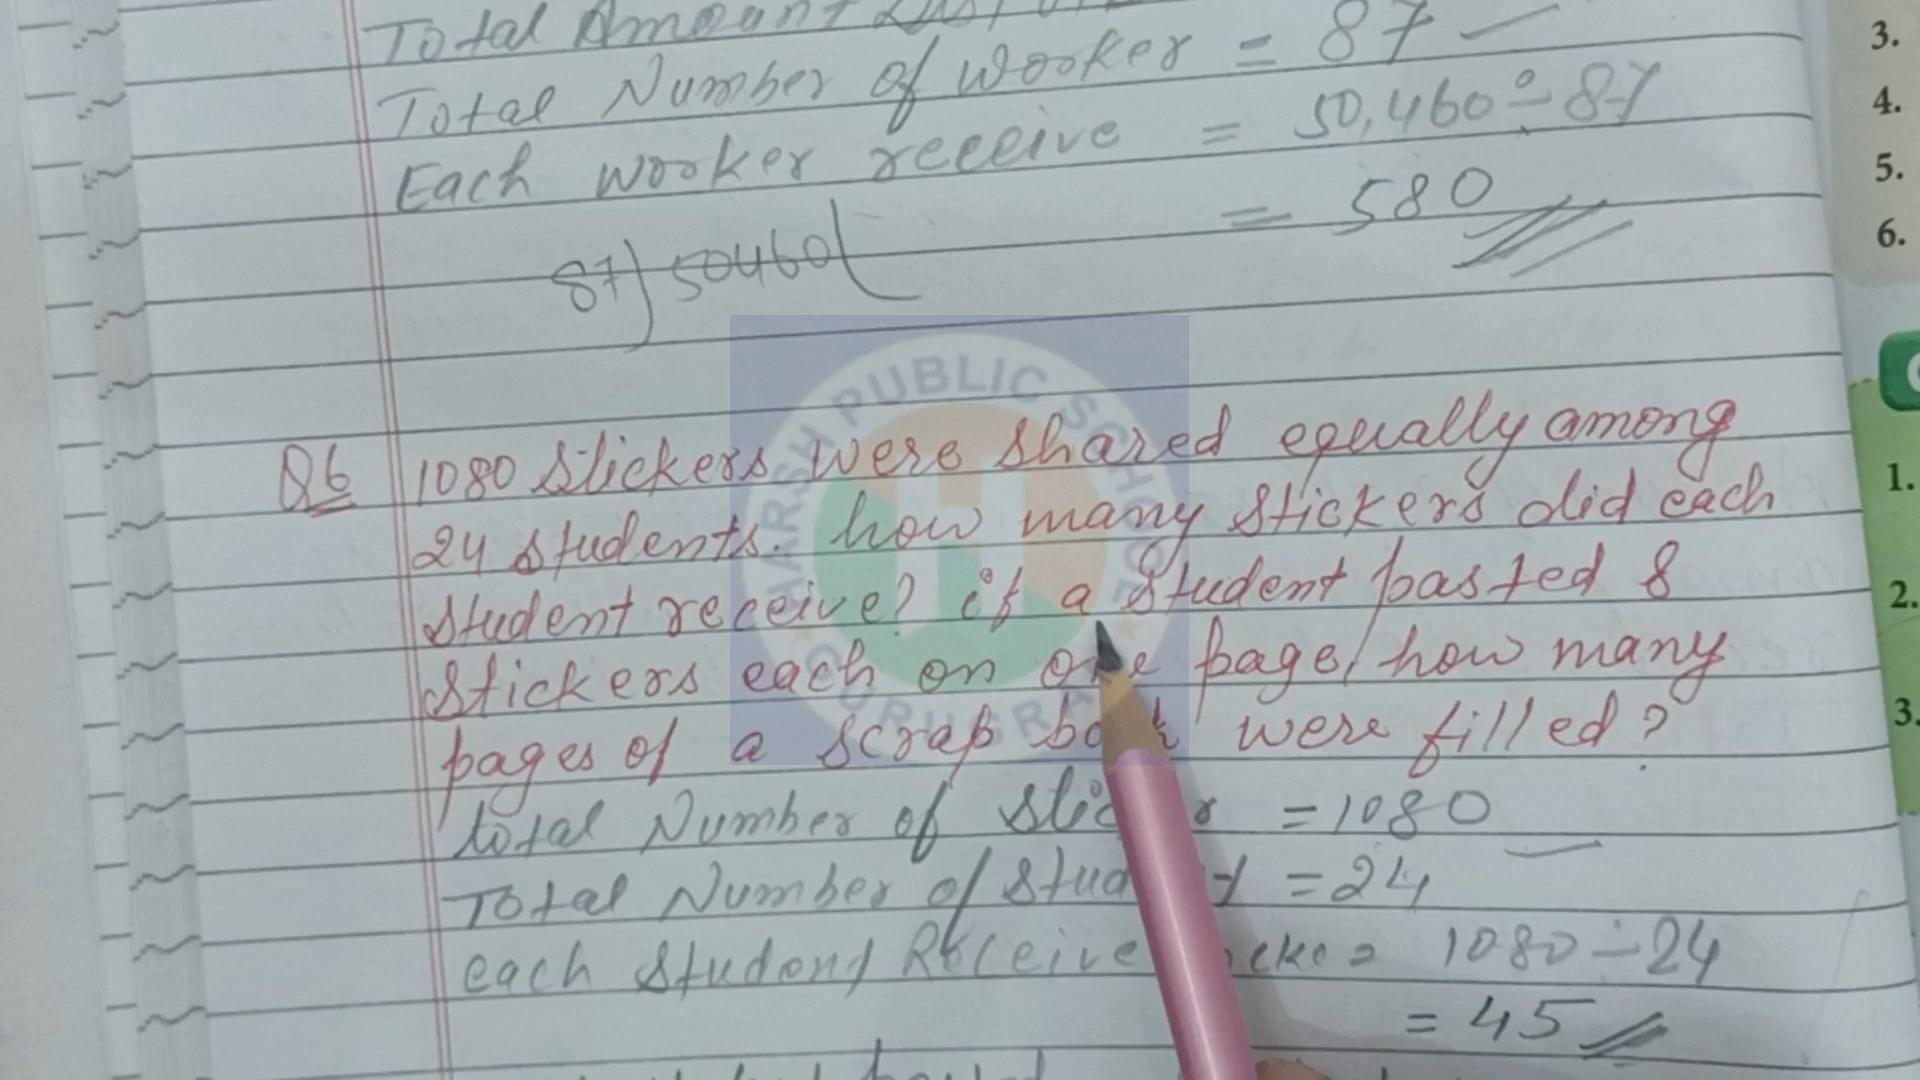 Total Amount
Total Number of Worker = 87
Each worker receive = 50,460 ÷ 87
= 580
87)50460(
Q6 1080 Stickers were shared equally among
24 students. how many stickers did each
student receive? if a student pasted 8
stickers each on one page, how many
pages of a scrap book were filled?
total Number of = 1080
Total Number of = 24
each student Receive = 1080 ÷ 24
= 45
HARSH PUBLIC SCHOOL
3.
4.
5.
6.
1.
2.
3.